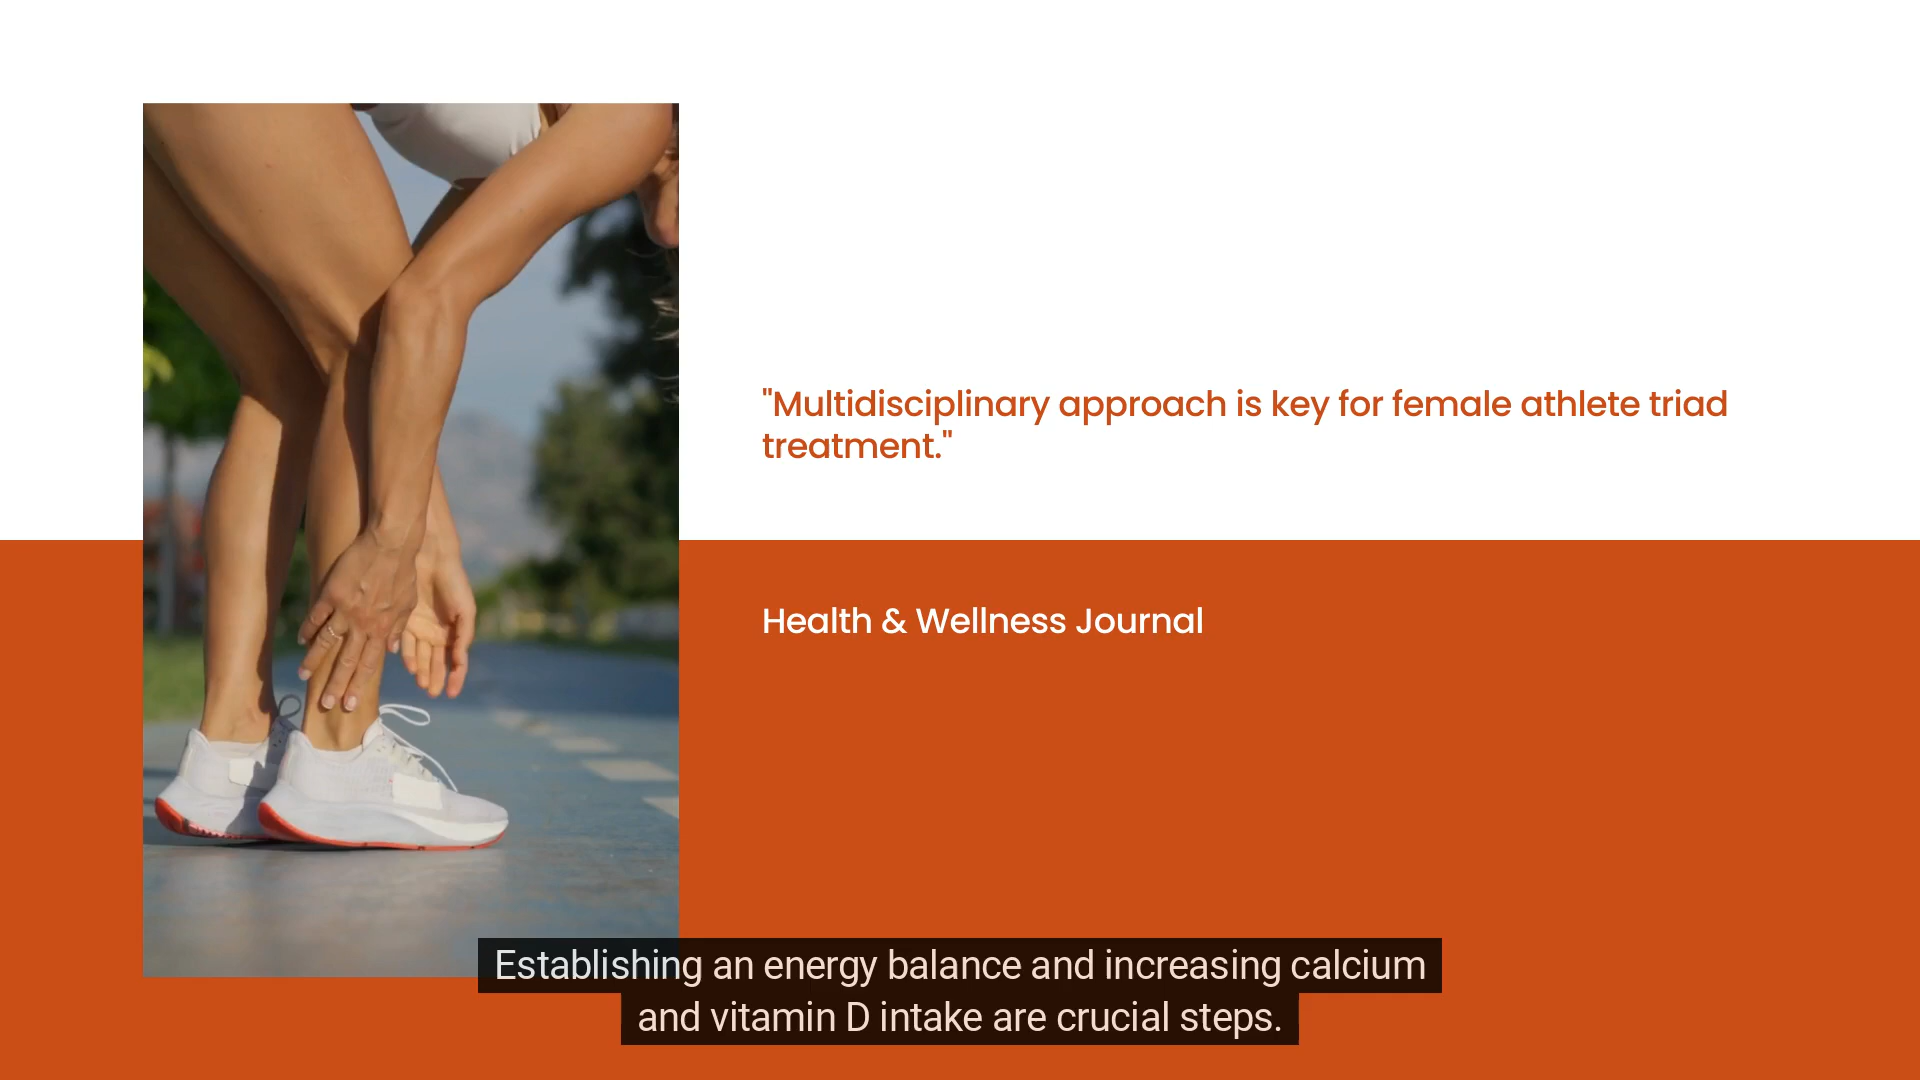 "Multidisciplinary approach is key for female athlete triad
treatment."
Health & Wellness Journal
Establishing an energy balance and increasing calcium
and vitamin D intake are crucial steps.